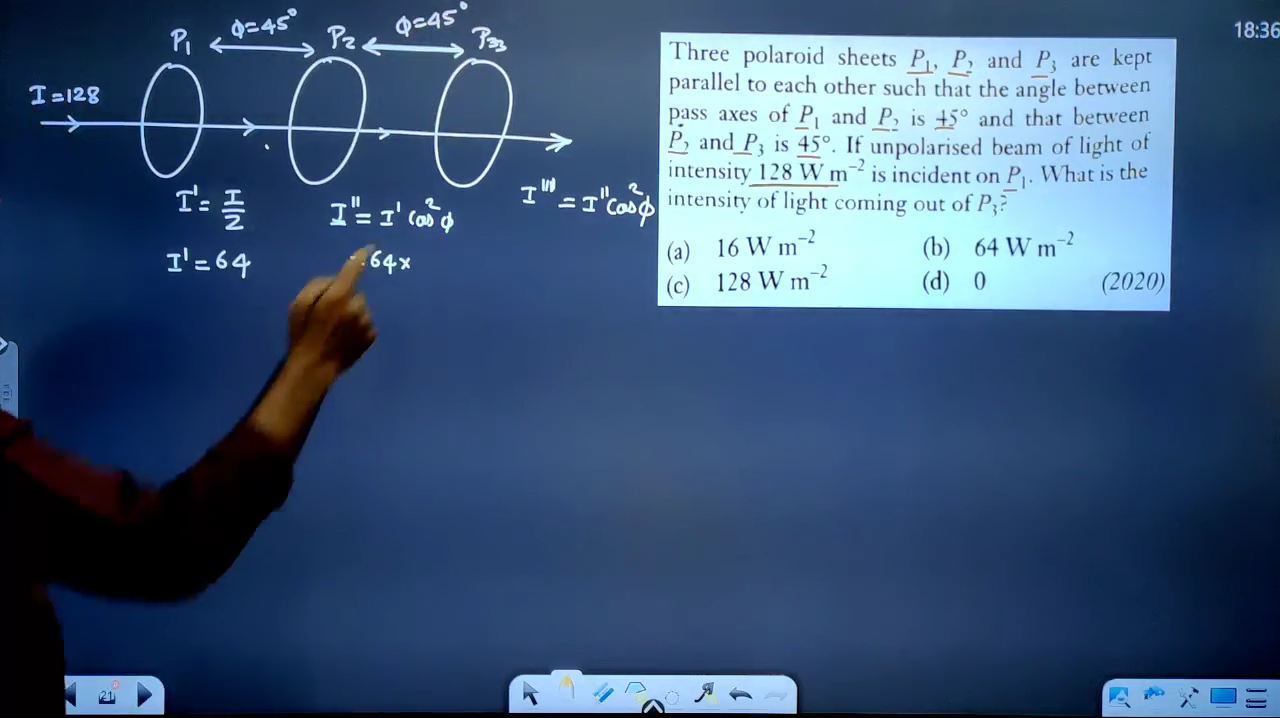 18:36
P₁ ϕ=45° P₂ ϕ=45° P₃₃
I=128
I' = I/2
I'' = I' cos²ϕ
I''' = I'' cos²ϕ
I' = 64
64×
Three polaroid sheets P₁, P₂ and P₃ are kept
parallel to each other such that the angle between
pass axes of P₁ and P₂ is 45° and that between
P₂ and P₃ is 45°. If unpolarised beam of light of
intensity 128 W m⁻² is incident on P₁. What is the
intensity of light coming out of P₃?
(a) 16 W m⁻² (b) 64 W m⁻²
(c) 128 W m⁻² (d) 0 (2020)
21